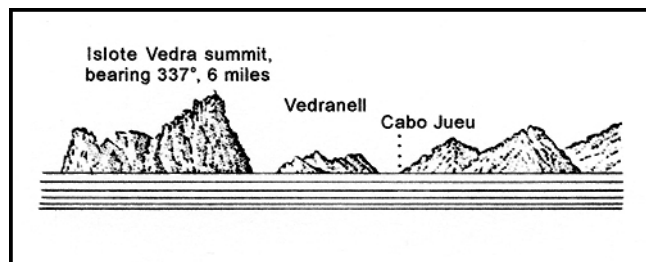 Islote Vedra summit,
bearing 337°, 6 miles
Vedranell
Cabo Jueu